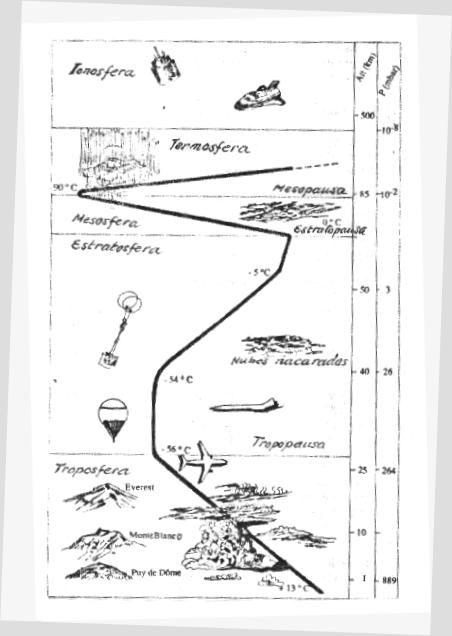 Alt (km)
P (mbar)
Ionosfera
500
10-8
Termosfera
90°C
Mesopausa
85
10-2
Mesosfera
0°C
Estratopausa
Estratosfera
-5°C
50
3
Nubes nacaradas
40
26
-54°C
-56°C
Tropopausa
Troposfera
25
264
Everest
Monte Blanco
10
Puy de Dôme
1
889
+13°C